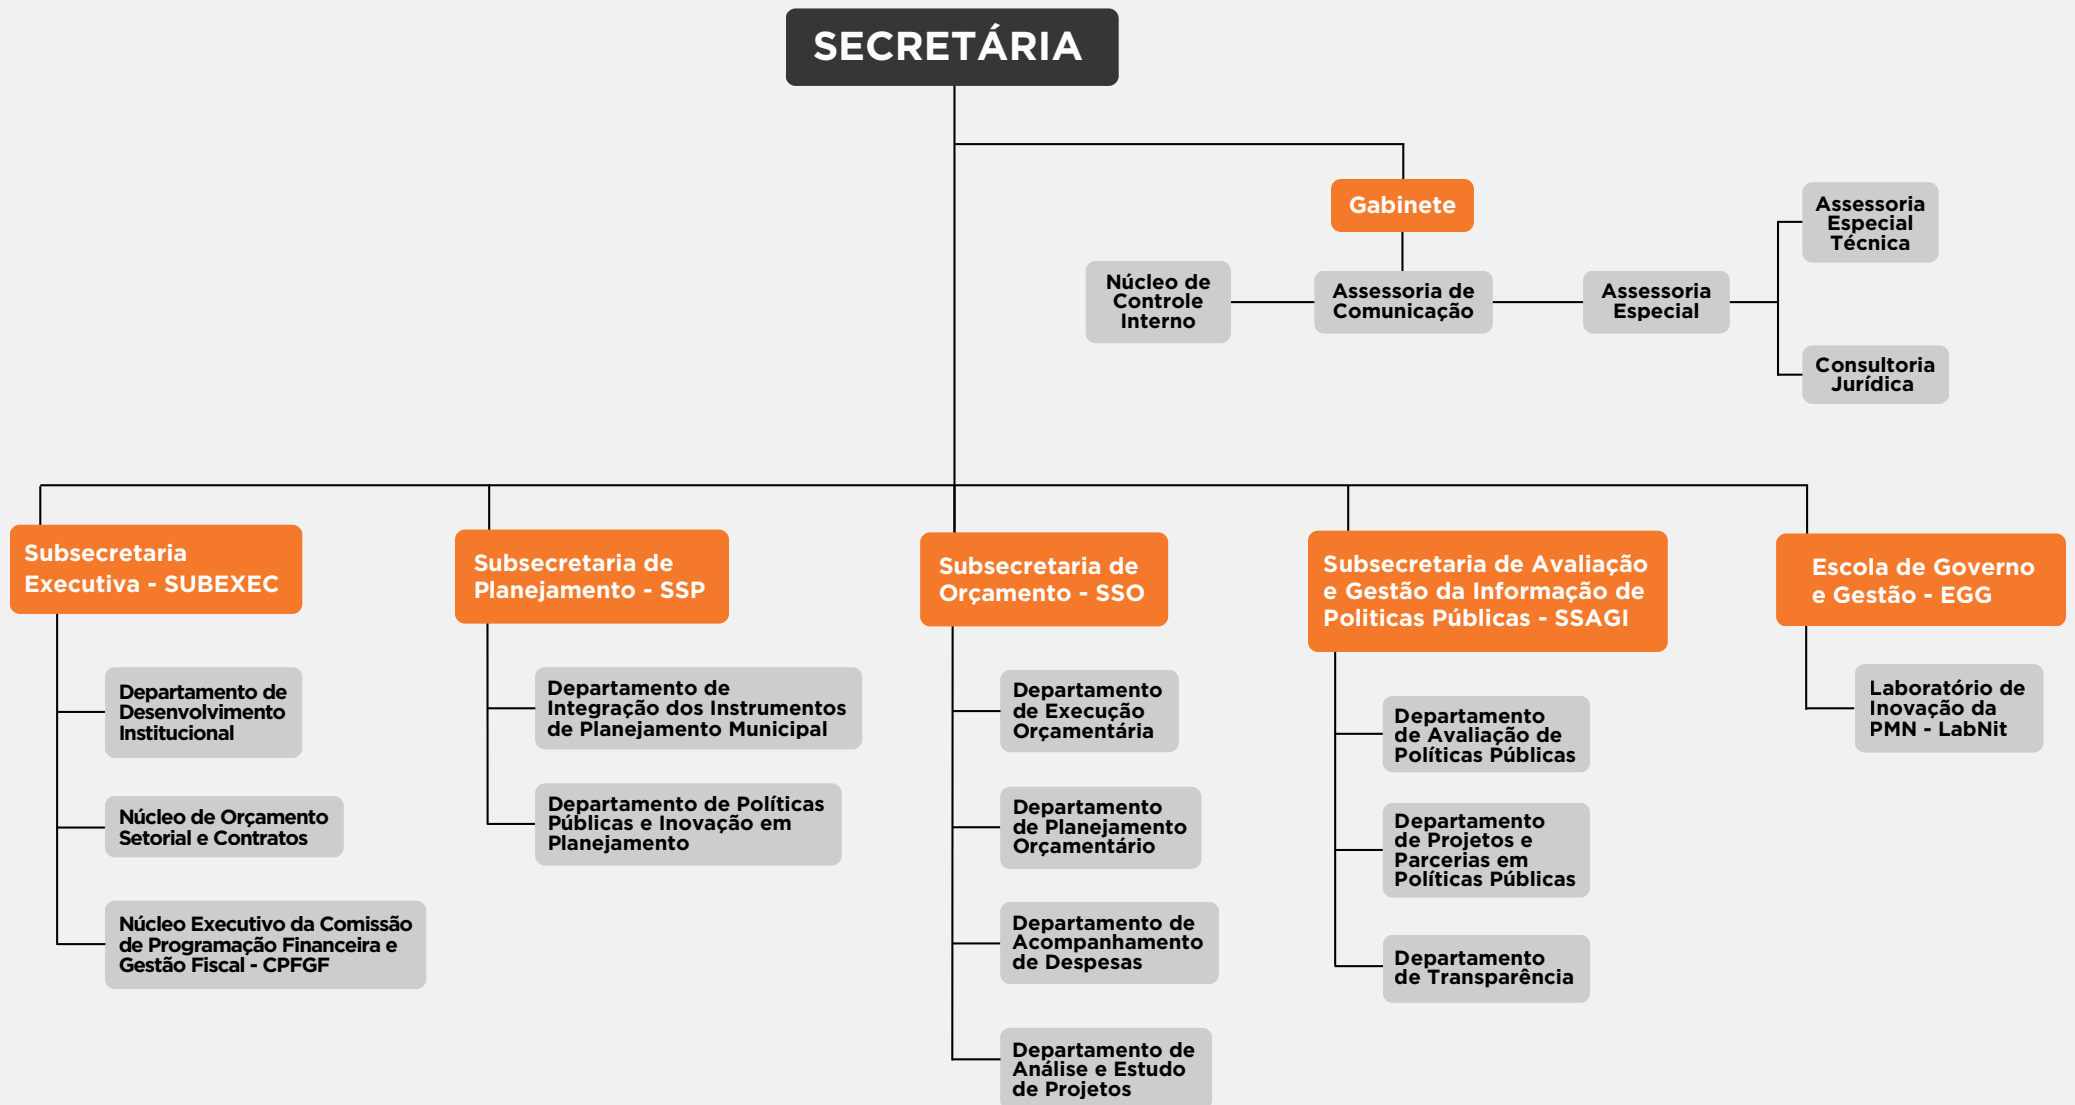 SECRETÁRIA
Gabinete
Núcleo de
Controle
Interno
Assessoria de
Comunicação
Assessoria
Especial
Assessoria
Especial
Técnica
Consultoria
Jurídica
Subsecretaria
Executiva - SUBEXEC
Departamento de
Desenvolvimento
Institucional
Núcleo de Orçamento
Setorial e Contratos
Núcleo Executivo da Comissão
de Programação Financeira e
Gestão Fiscal - CPFGF
Subsecretaria de
Planejamento - SSP
Departamento de
Integração dos Instrumentos
de Planejamento Municipal
Departamento de Políticas
Públicas e Inovação em
Planejamento
Subsecretaria de
Orçamento - SSO
Departamento
de Execução
Orçamentária
Departamento
de Planejamento
Orçamentário
Departamento de
Acompanhamento
de Despesas
Departamento de
Análise e Estudo
de Projetos
Subsecretaria de Avaliação
e Gestão da Informação de
Politicas Públicas - SSAGI
Departamento
de Avaliação de
Políticas Públicas
Departamento
de Projetos e
Parcerias em
Políticas Públicas
Departamento
de Transparência
Escola de Governo
e Gestão - EGG
Laboratório de
Inovação da
PMN - LabNit